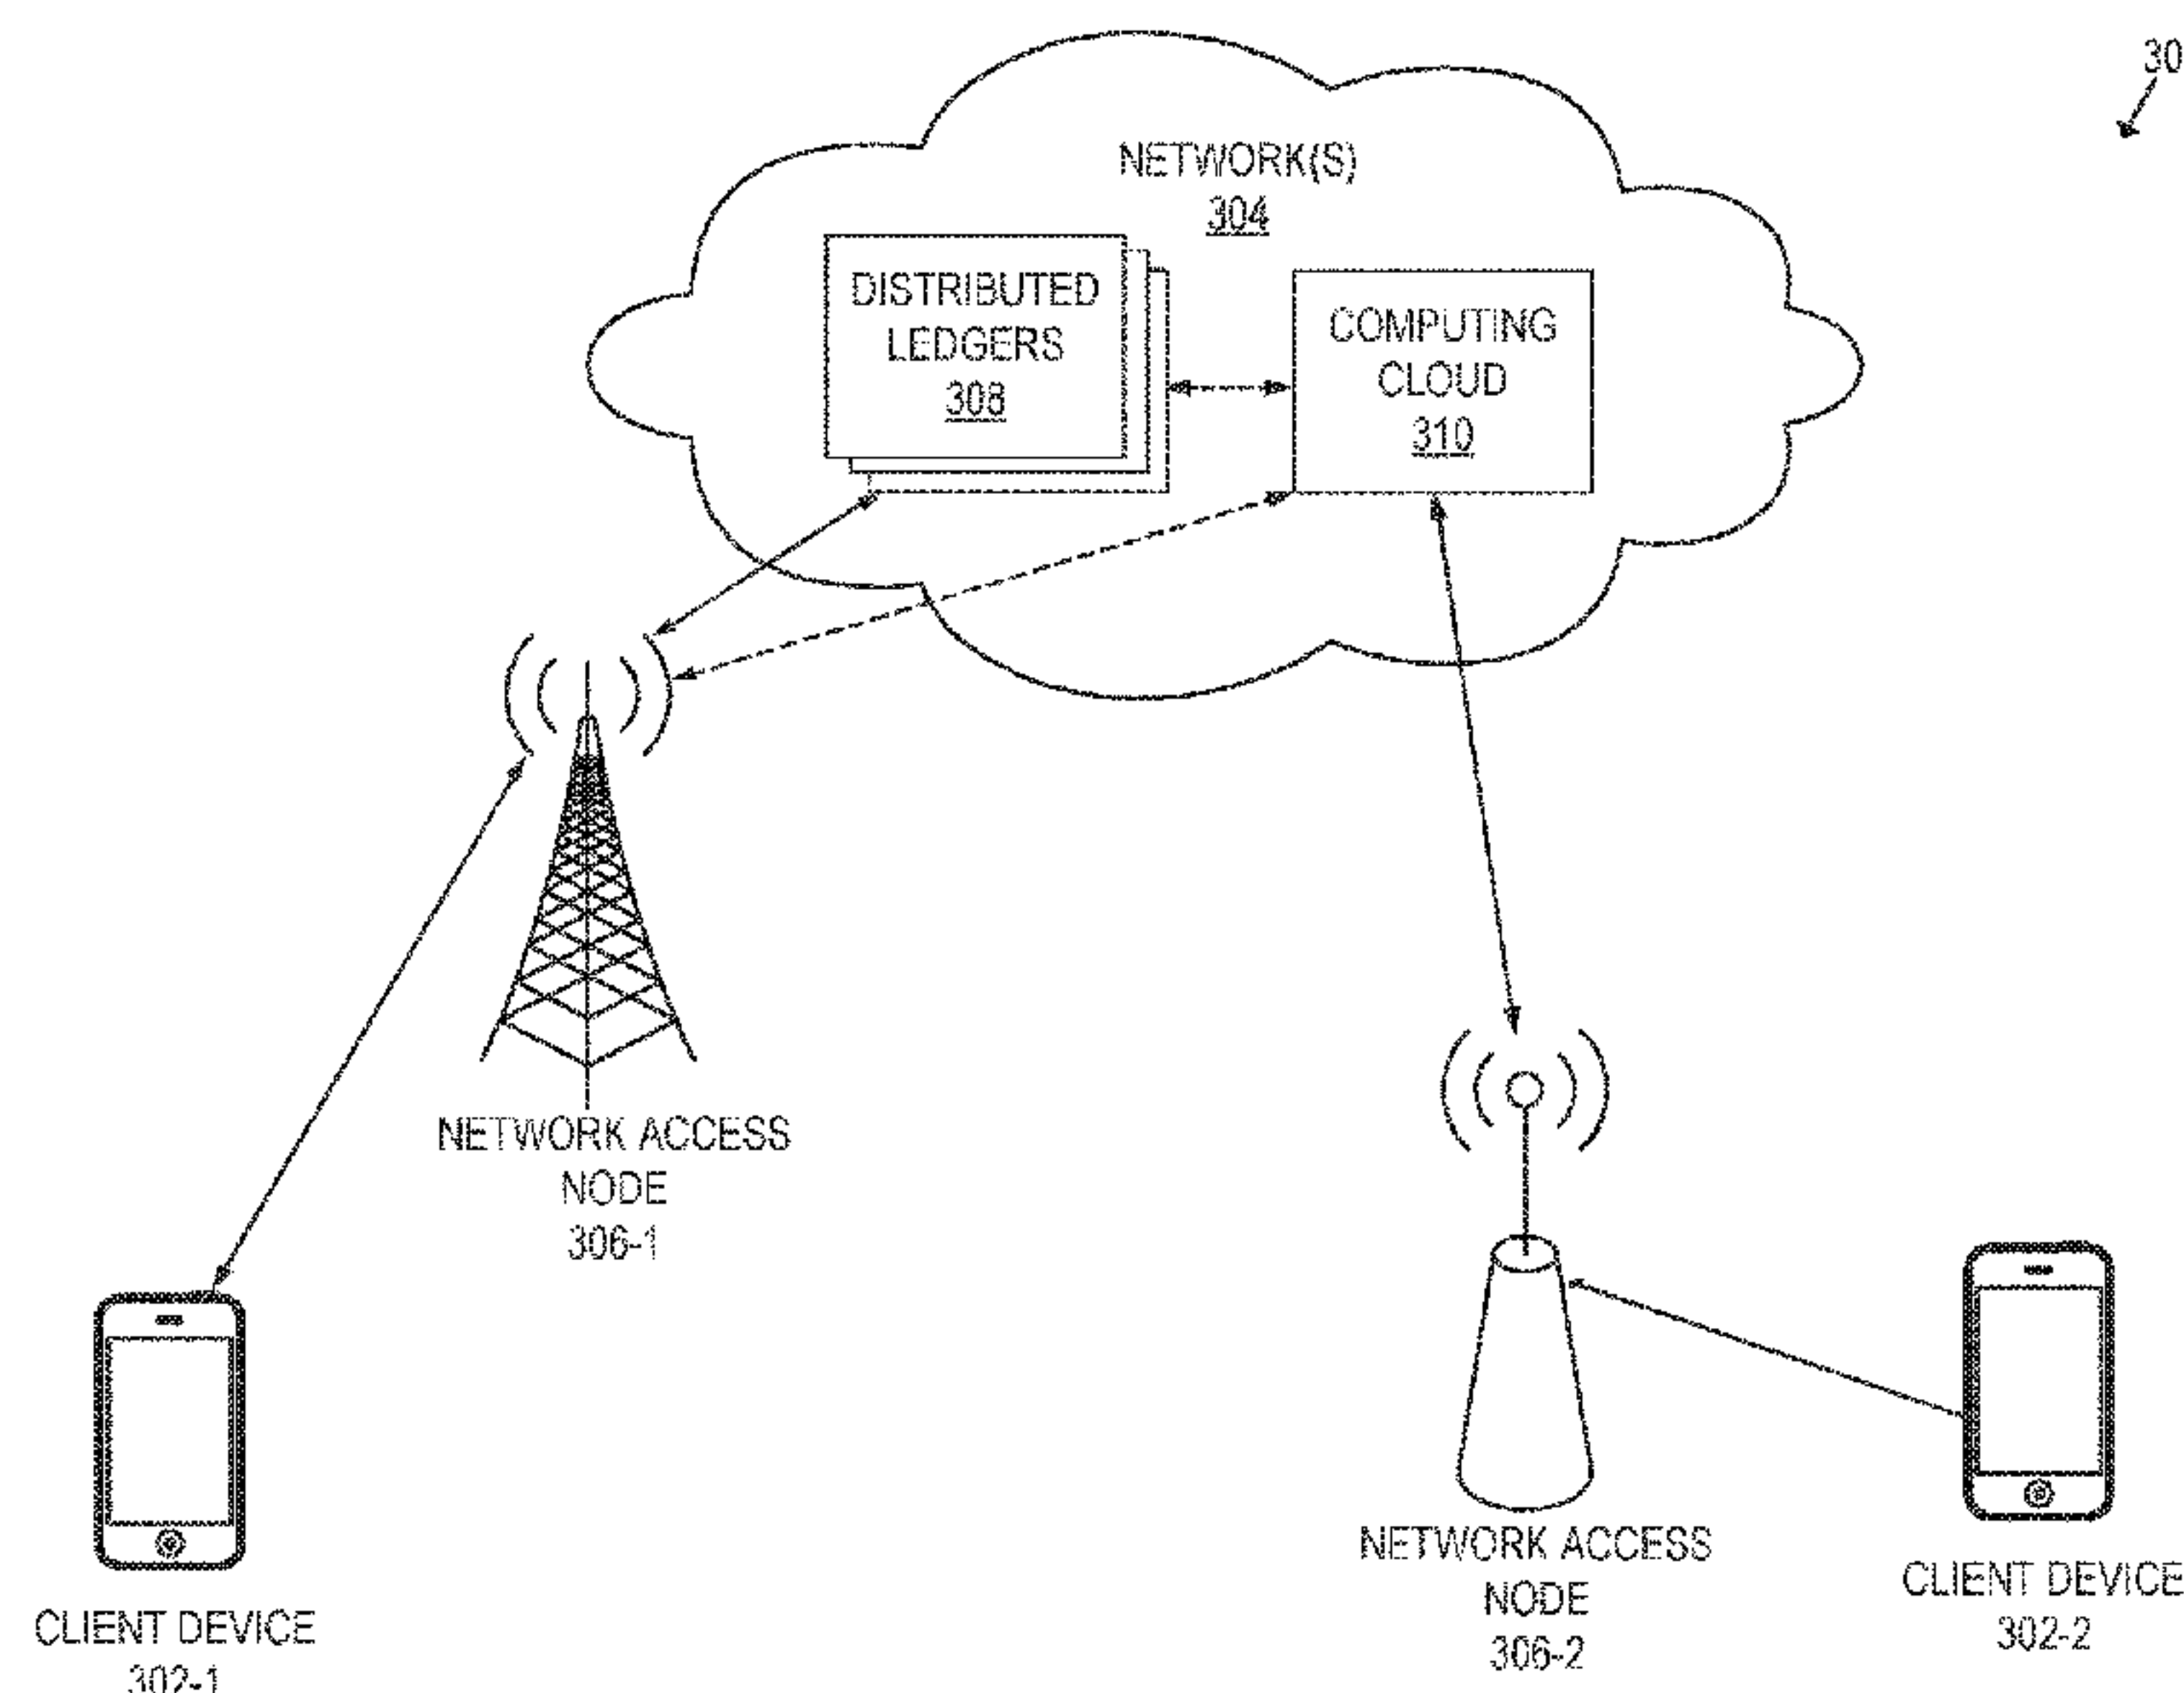 30
NETWORK(S)
304
DISTRIBUTED
LEDGERS
308
COMPUTING
CLOUD
310
NETWORK ACCESS
NODE
306-1
CLIENT DEVICE
302-1
NETWORK ACCESS
NODE
306-2
CLIENT DEVICE
302-2